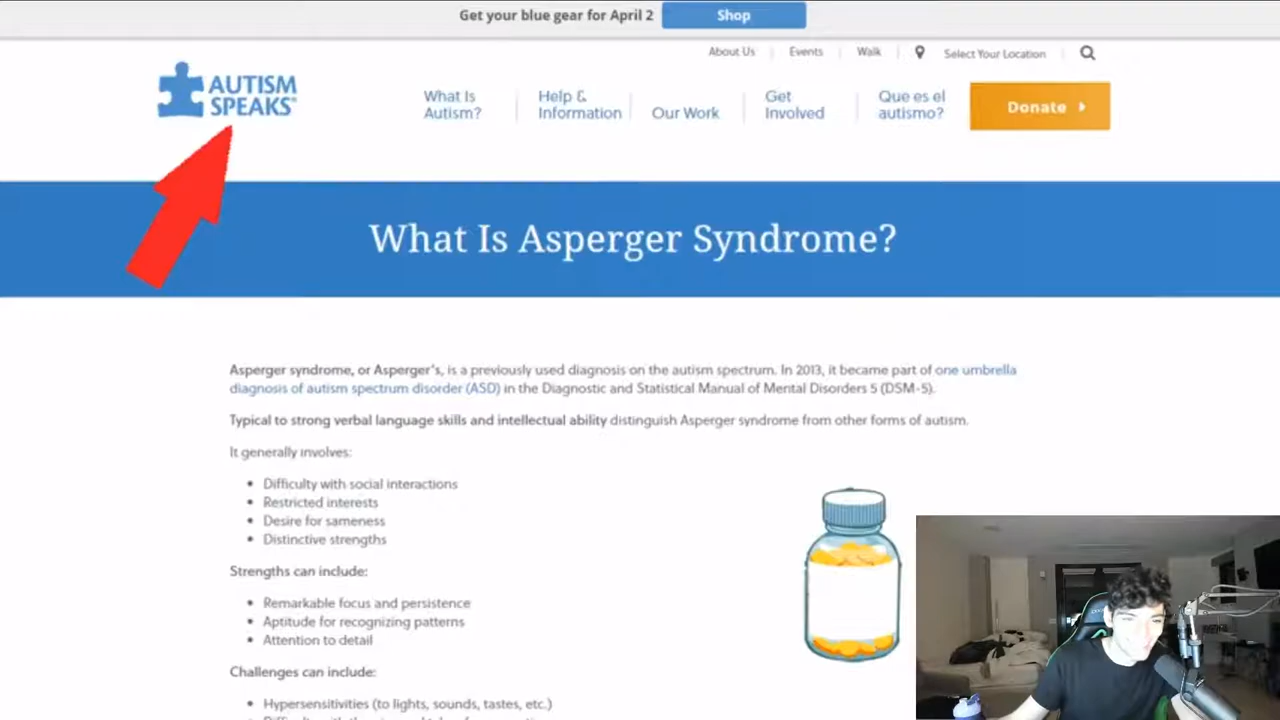 Get your blue gear for April 2
Shop
About Us
Events
Walk
Select Your Location
AUTISM
SPEAKS
What Is
Autism?
Help &
Information
Our Work
Get
Involved
Que es el
autismo?
Donate
What Is Asperger Syndrome?
Asperger syndrome, or Asperger's, is a previously used diagnosis on the autism spectrum. In 2013, it became part of one umbrella
diagnosis of autism spectrum disorder (ASD) in the Diagnostic and Statistical Manual of Mental Disorders 5 (DSM-5).
Typical to strong verbal language skills and intellectual ability distinguish Asperger syndrome from other forms of autism.
It generally involves:
Difficulty with social interactions
Restricted interests
Desire for sameness
Distinctive strengths
Strengths can include:
Remarkable focus and persistence
Aptitude for recognizing patterns
Attention to detail
Challenges can include:
Hypersensitivities (to lights, sounds, tastes, etc.)